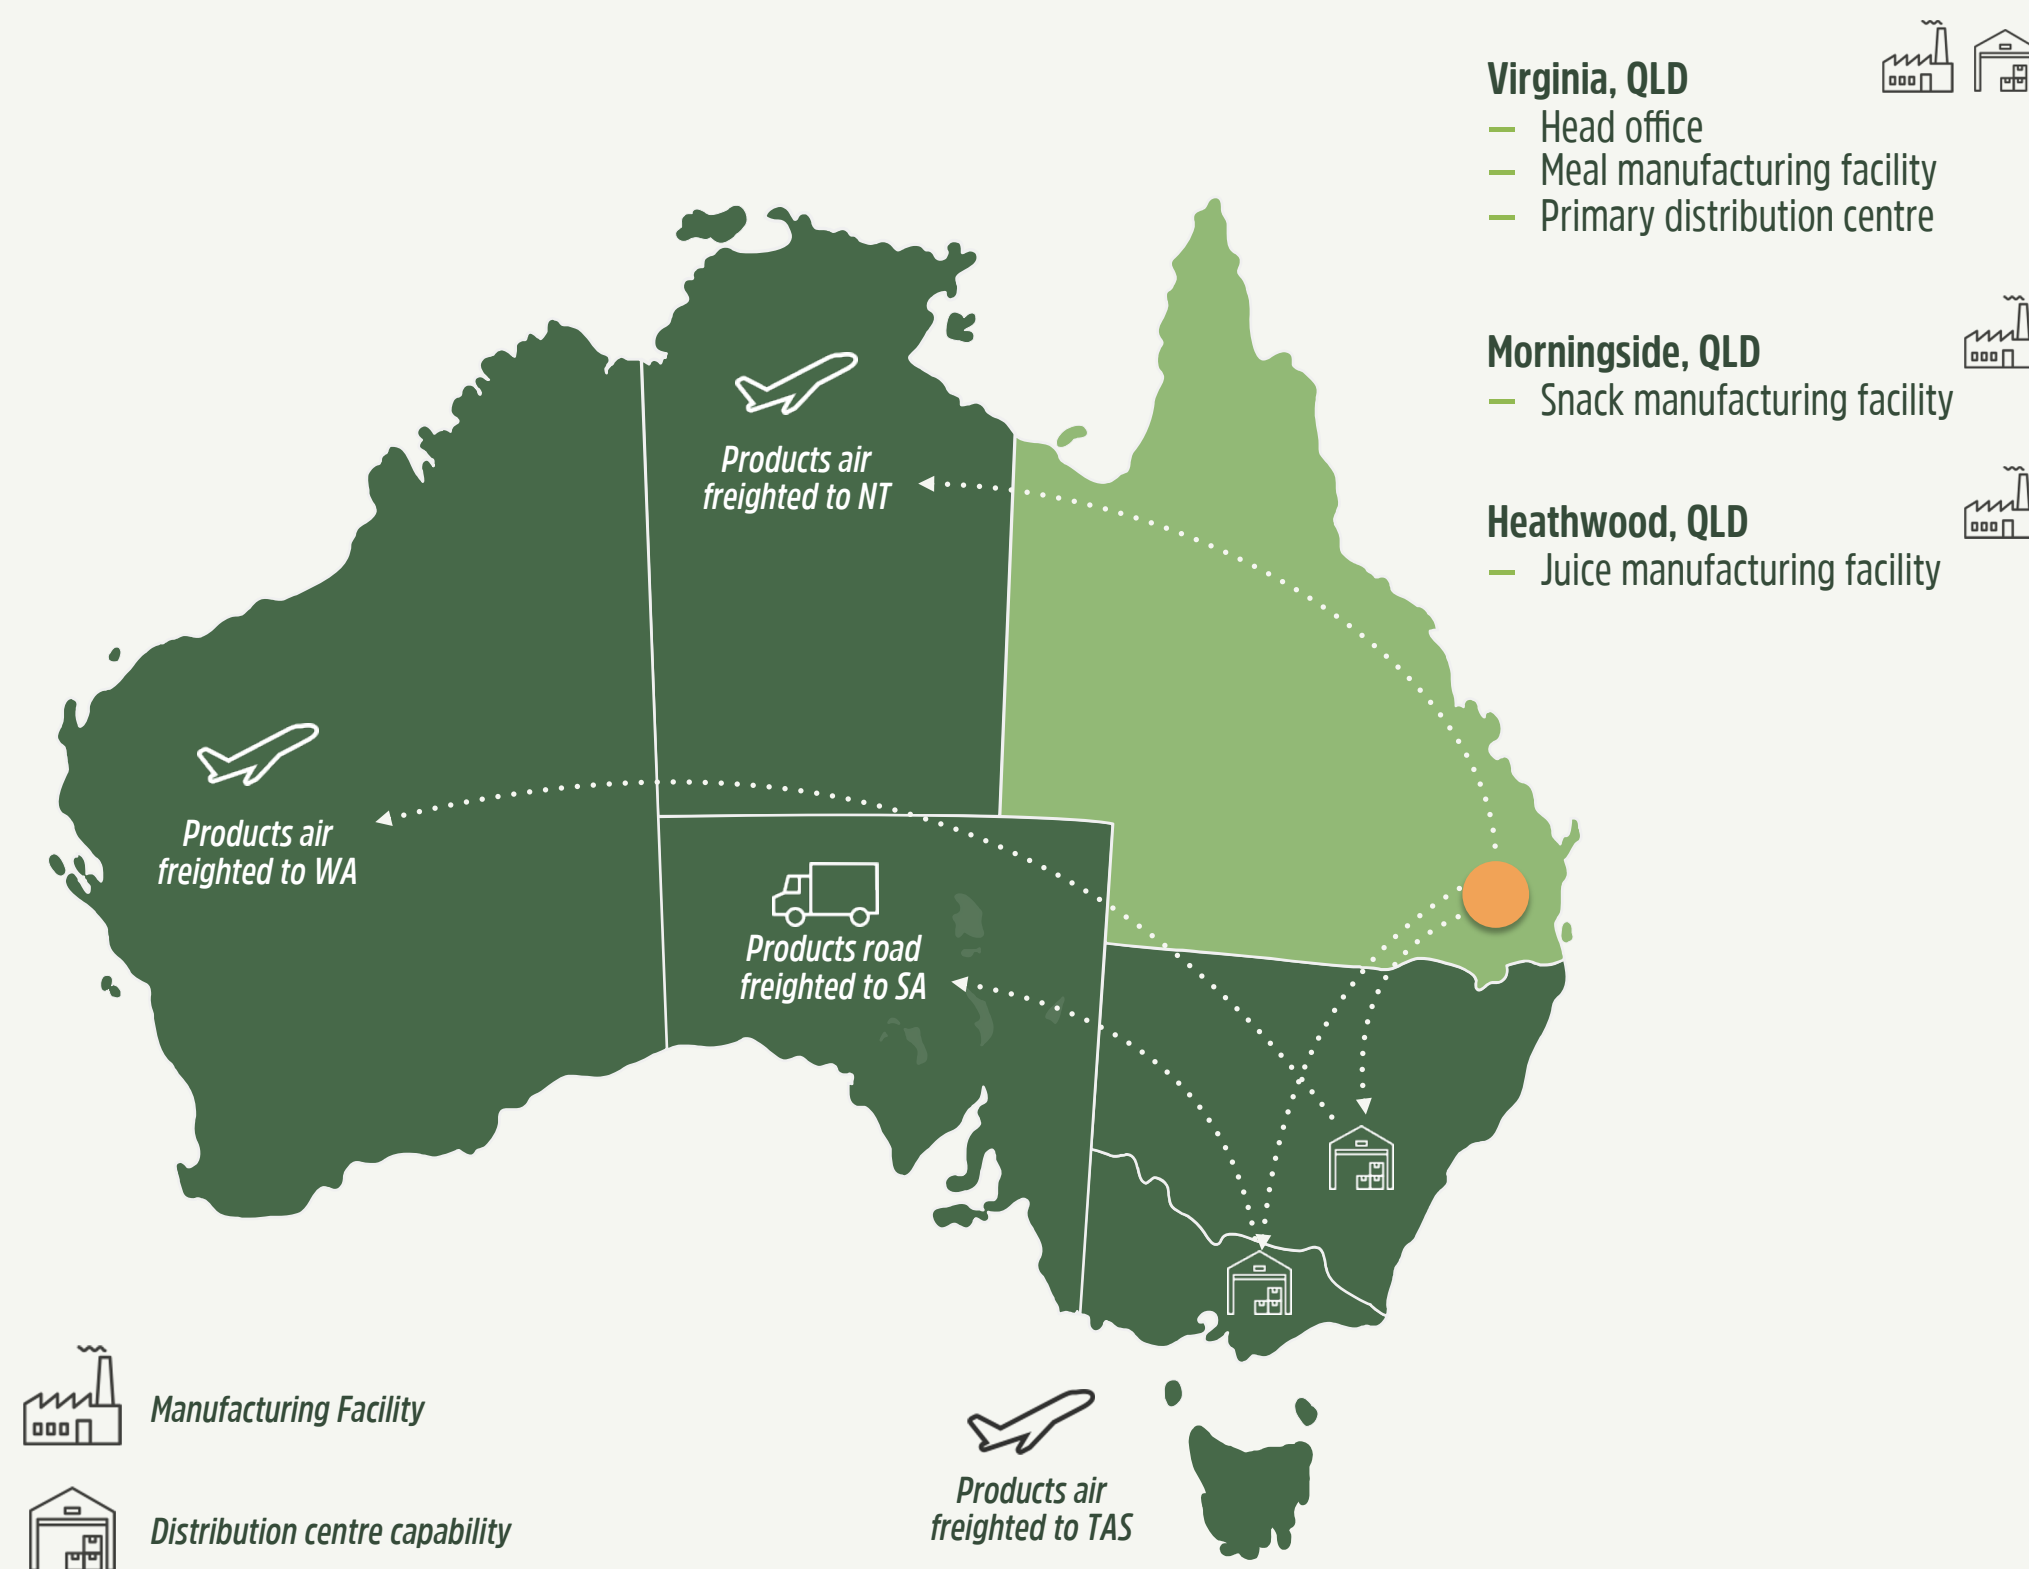 Virginia, QLD
– Head office
– Meal manufacturing facility
– Primary distribution centre
Morningside, QLD
– Snack manufacturing facility
Heathwood, QLD
– Juice manufacturing facility
Products air
freighted to NT
Products air
freighted to WA
Products road
freighted to SA
Products air
freighted to TAS
Manufacturing Facility
Distribution centre capability